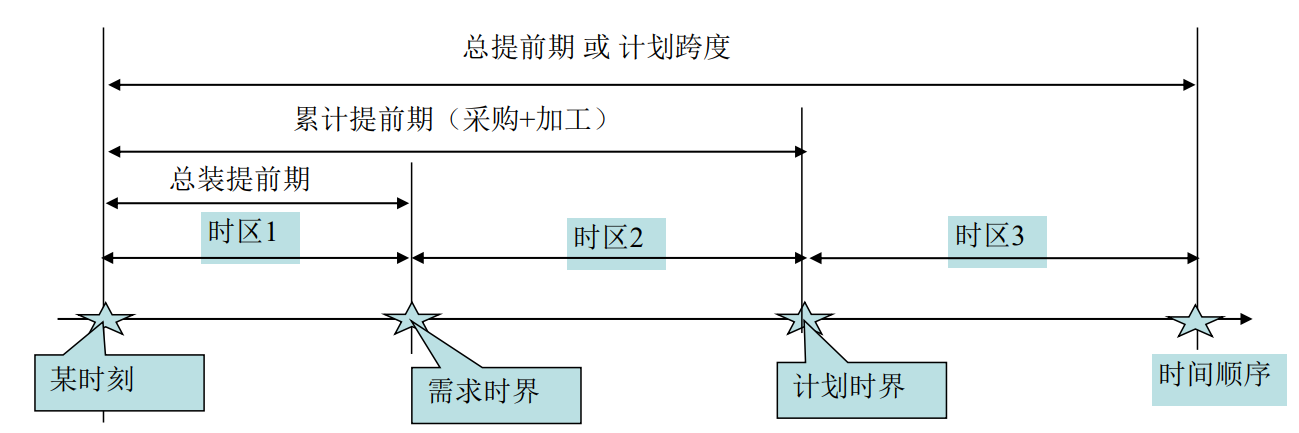 总提前期 或 计划跨度
累计提前期（采购+加工）
总装提前期
时区1
时区2
时区3
某时刻
需求时界
计划时界
时间顺序